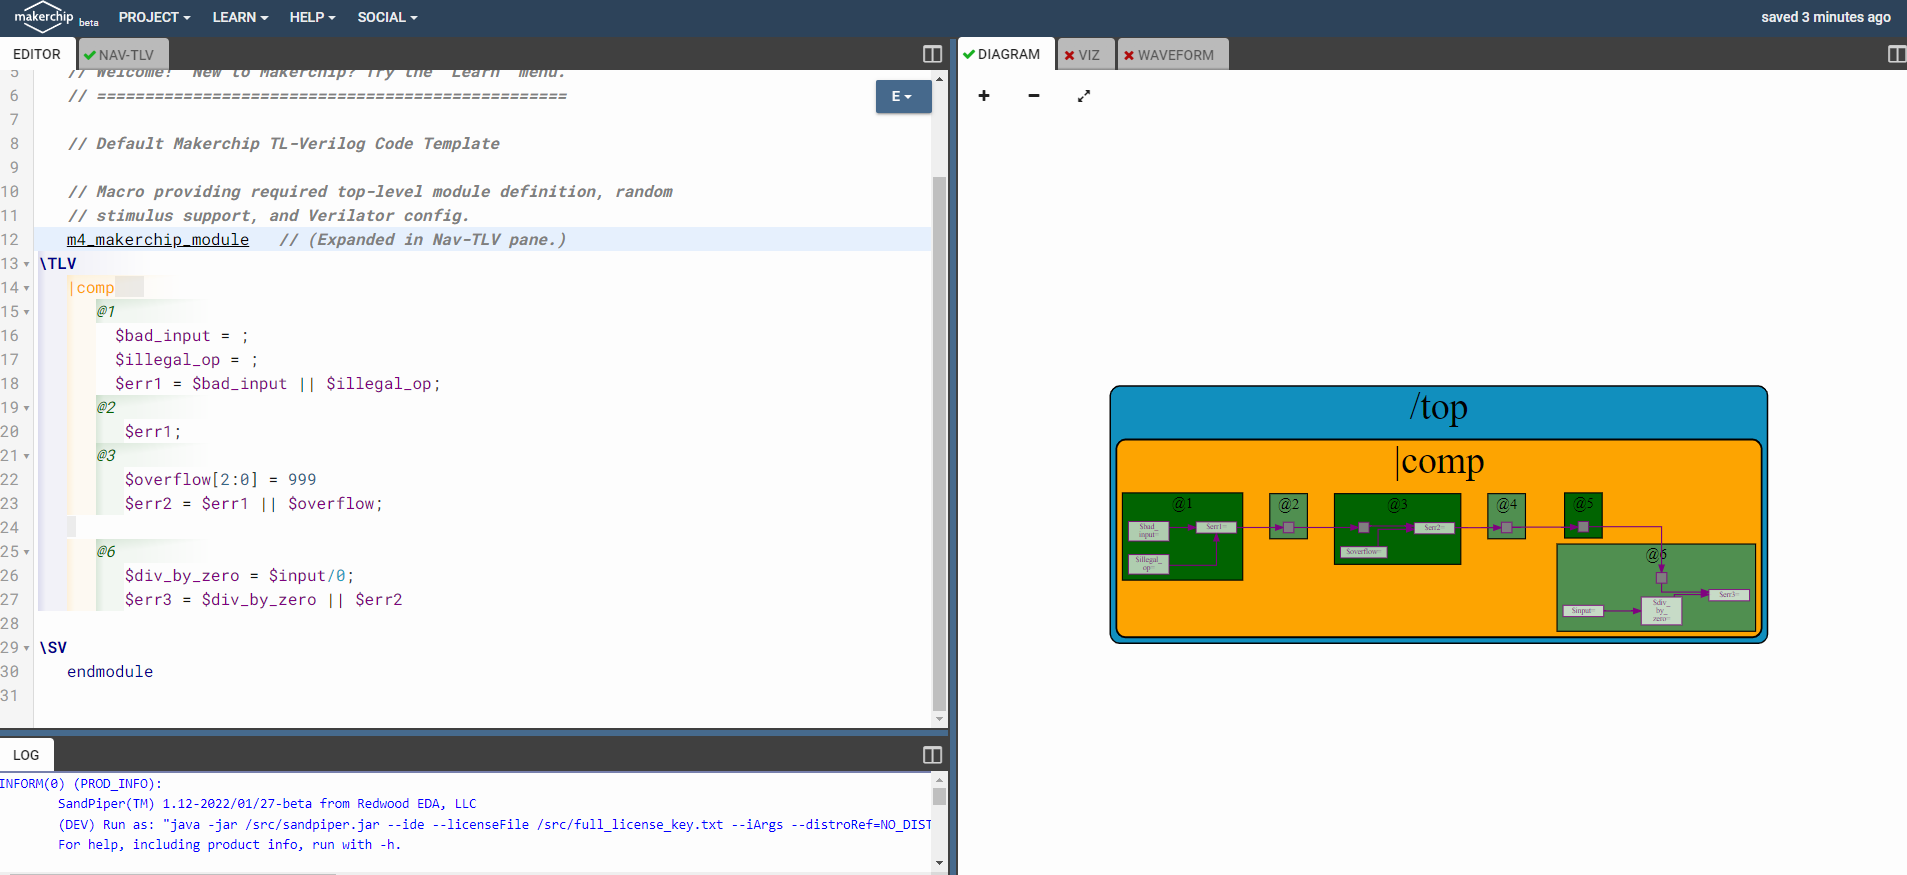 makerchip beta PROJECT LEARN HELP SOCIAL saved 3 minutes ago
EDITOR NAV-TLV
5 // Welcome! New to Makerchip? Try the "Learn" menu.
6 // =================================================
7
8 // Default Makerchip TL-Verilog Code Template
9
10 // Macro providing required top-level module definition, random
11 // stimulus support, and Verilator config.
12 m4_makerchip_module // (Expanded in Nav-TLV pane.)
13 \TLV
14 |comp
15 @1
16 $bad_input = ;
17 $illegal_op = ;
18 $err1 = $bad_input || $illegal_op;
19 @2
20 $err1;
21 @3
22 $overflow[2:0] = 999
23 $err2 = $err1 || $overflow;
24
25 @6
26 $div_by_zero = $input/0;
27 $err3 = $div_by_zero || $err2
28
29 \SV
30 endmodule
31
E
LOG
INFORM(0) (PROD_INFO):
SandPiper(TM) 1.12-2022/01/27-beta from Redwood EDA, LLC
(DEV) Run as: "java -jar /src/sandpiper.jar --ide --licenseFile /src/full_license_key.txt --iArgs --distroRef=NO_DIST
For help, including product info, run with -h.
DIAGRAM VIZ WAVEFORM
/top
|comp
@1
$bad_
input=
$illegal_
op=
$err1=
@2
@3
$overflow=
$err2=
@4
@5
@6
$input=
$div_
by_
zero=
$err3=